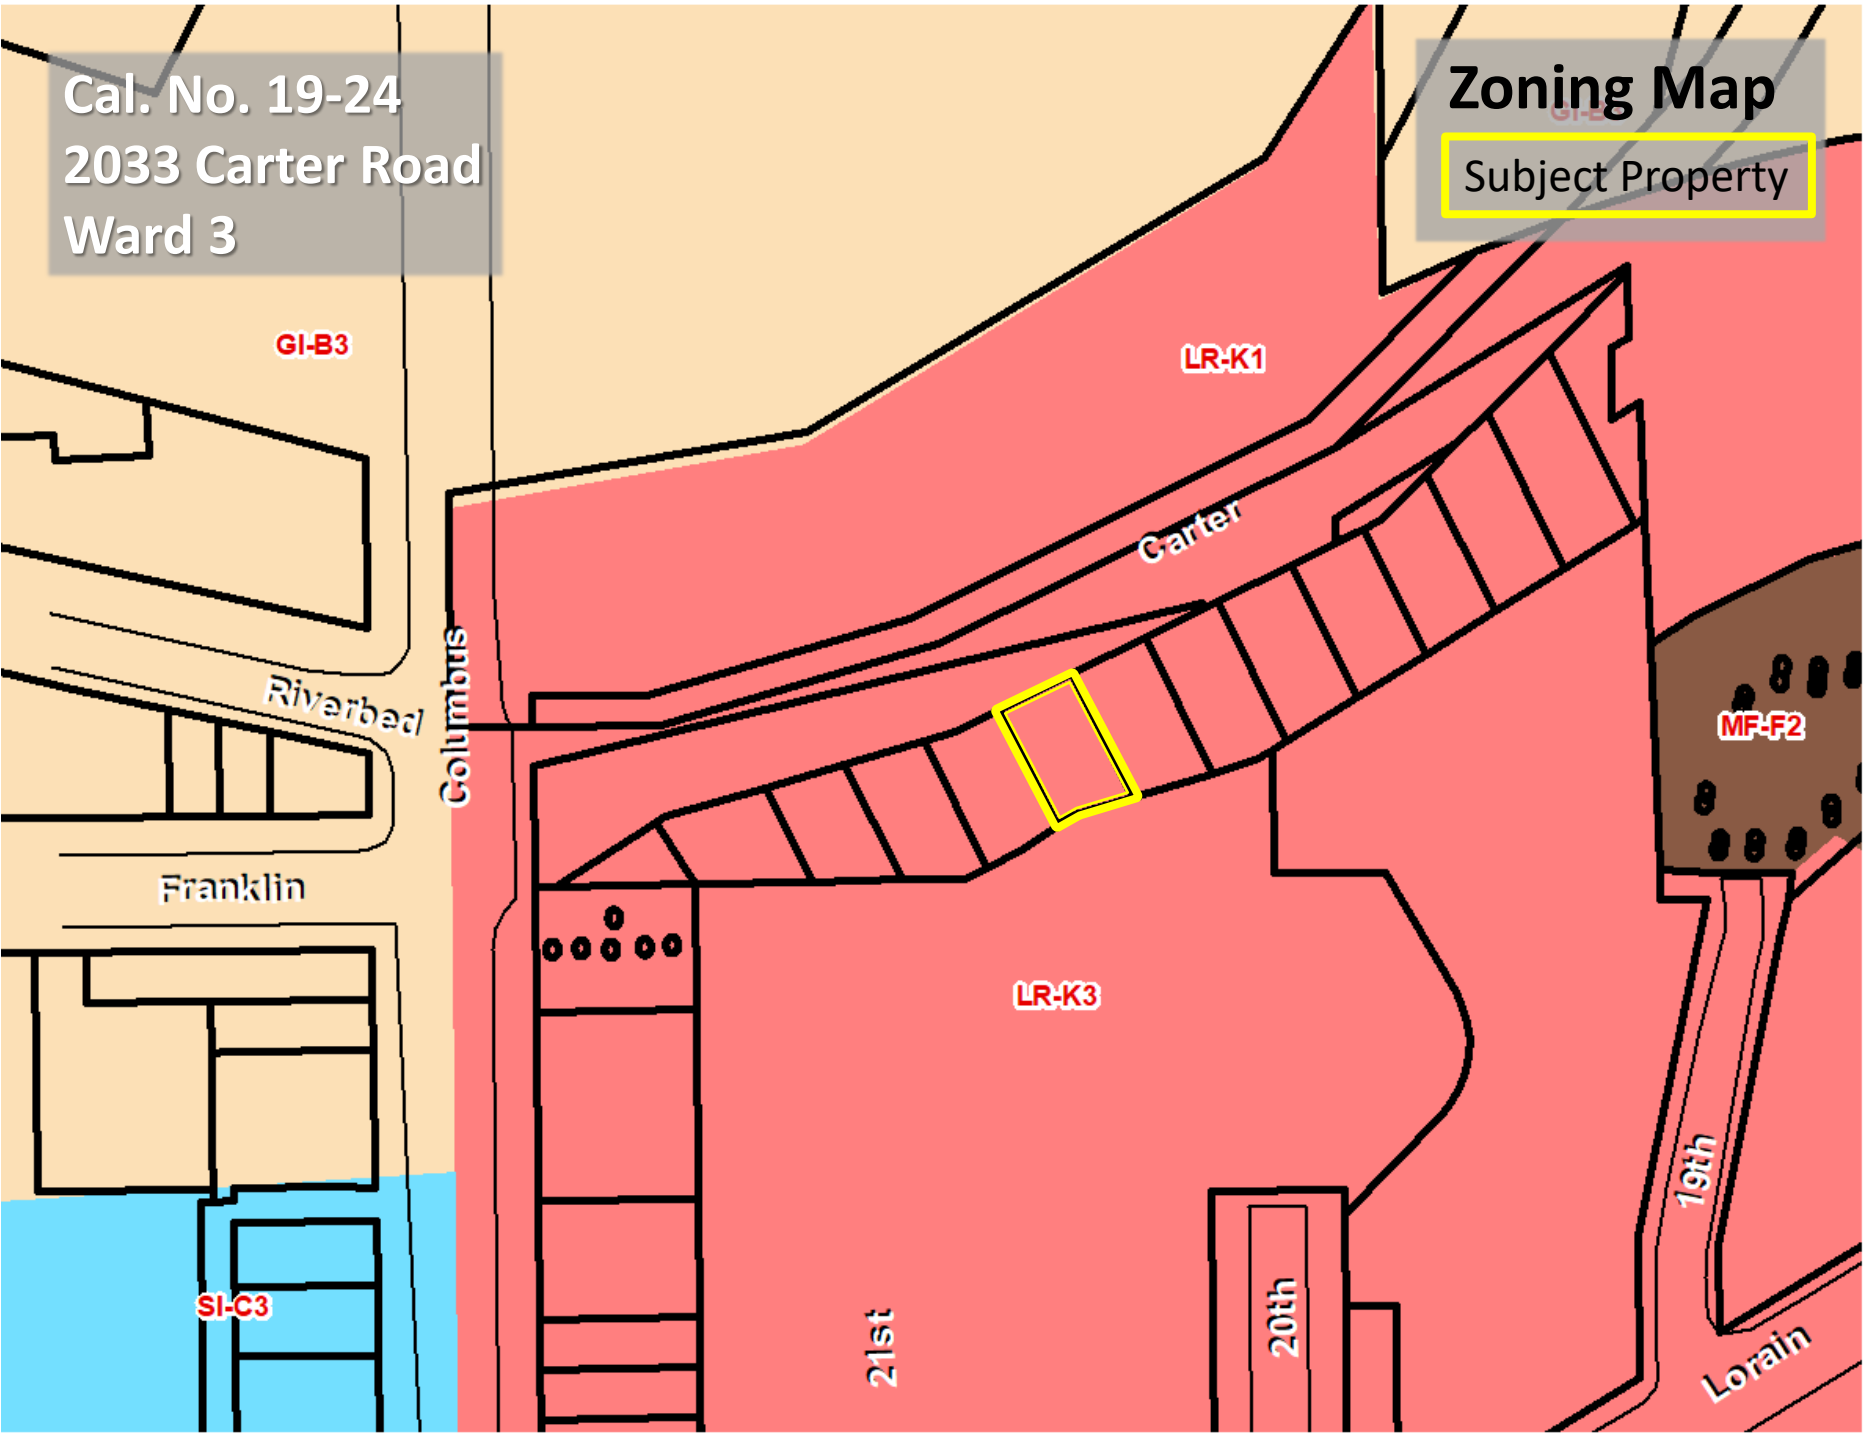 Cal. No. 19-24
2033 Carter Road
Ward 3
Zoning Map
Subject Property
GI-B3
LR-K1
Carter
Riverbed
Columbus
MF-F2
Franklin
LR-K3
19th
SI-C3
21st
20th
Lorain